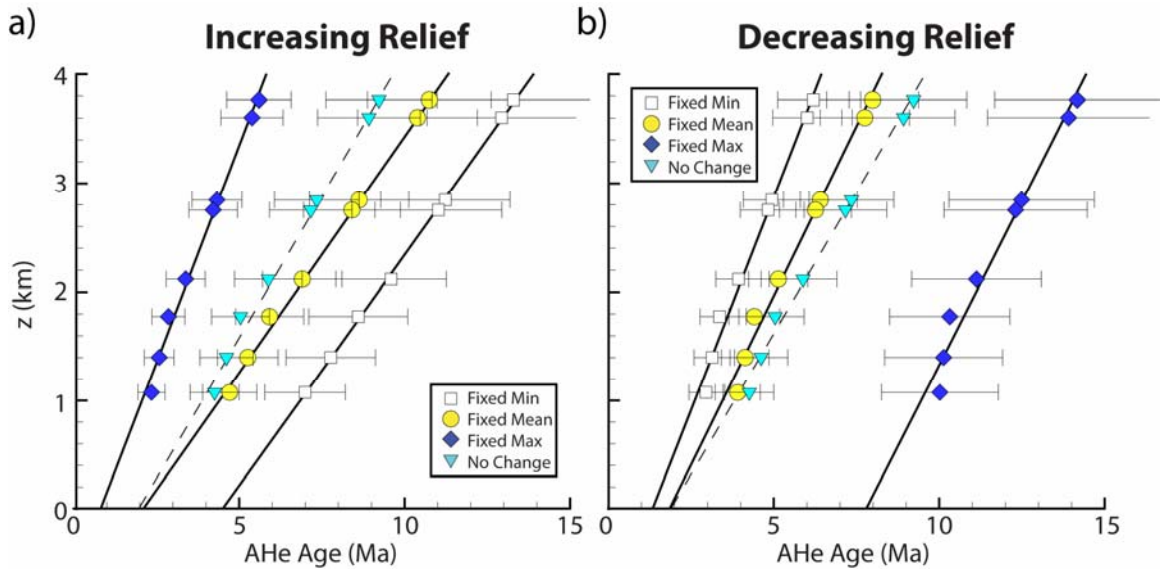 a) Increasing Relief
4
3
2
1
0
z (km)
Fixed Min
Fixed Mean
Fixed Max
No Change
0 5 10 15
AHe Age (Ma)
b) Decreasing Relief
Fixed Min
Fixed Mean
Fixed Max
No Change
0 5 10 15
AHe Age (Ma)